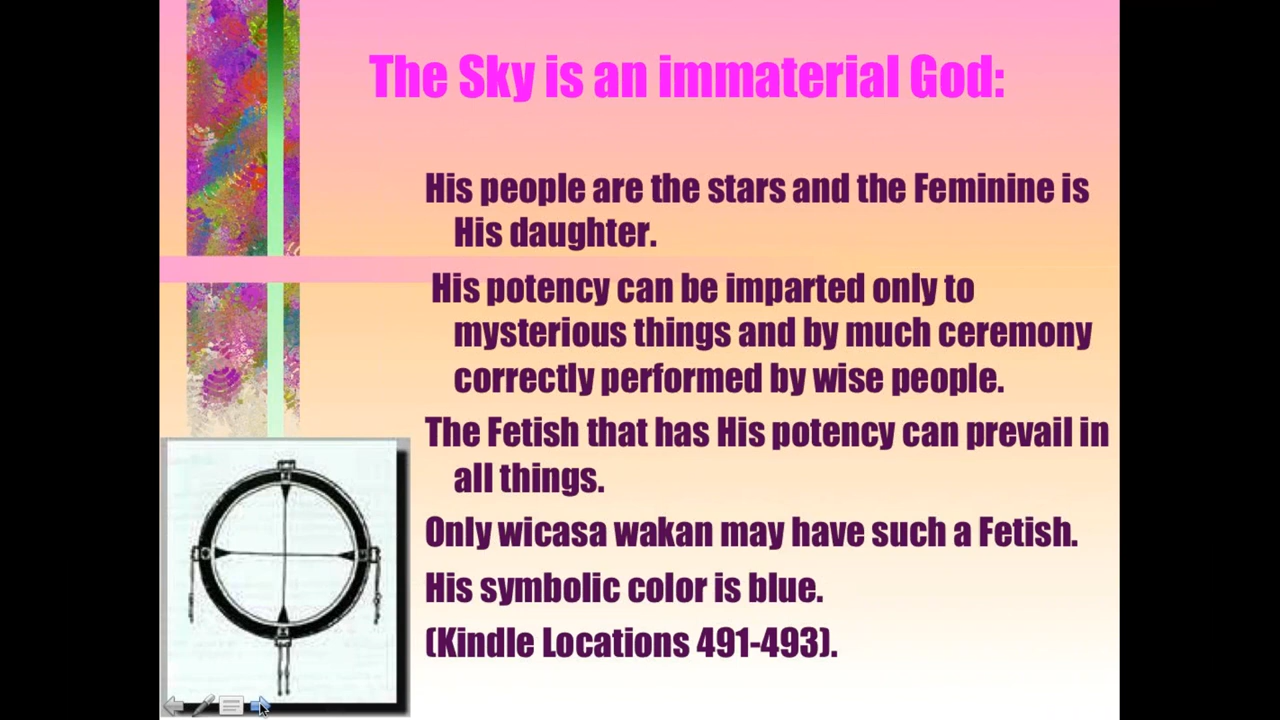 The Sky is an immaterial God:
His people are the stars and the Feminine is
His daughter.
His potency can be imparted only to
mysterious things and by much ceremony
correctly performed by wise people.
The Fetish that has His potency can prevail in
all things.
Only wicasa wakan may have such a Fetish.
His symbolic color is blue.
(Kindle Locations 491-493).